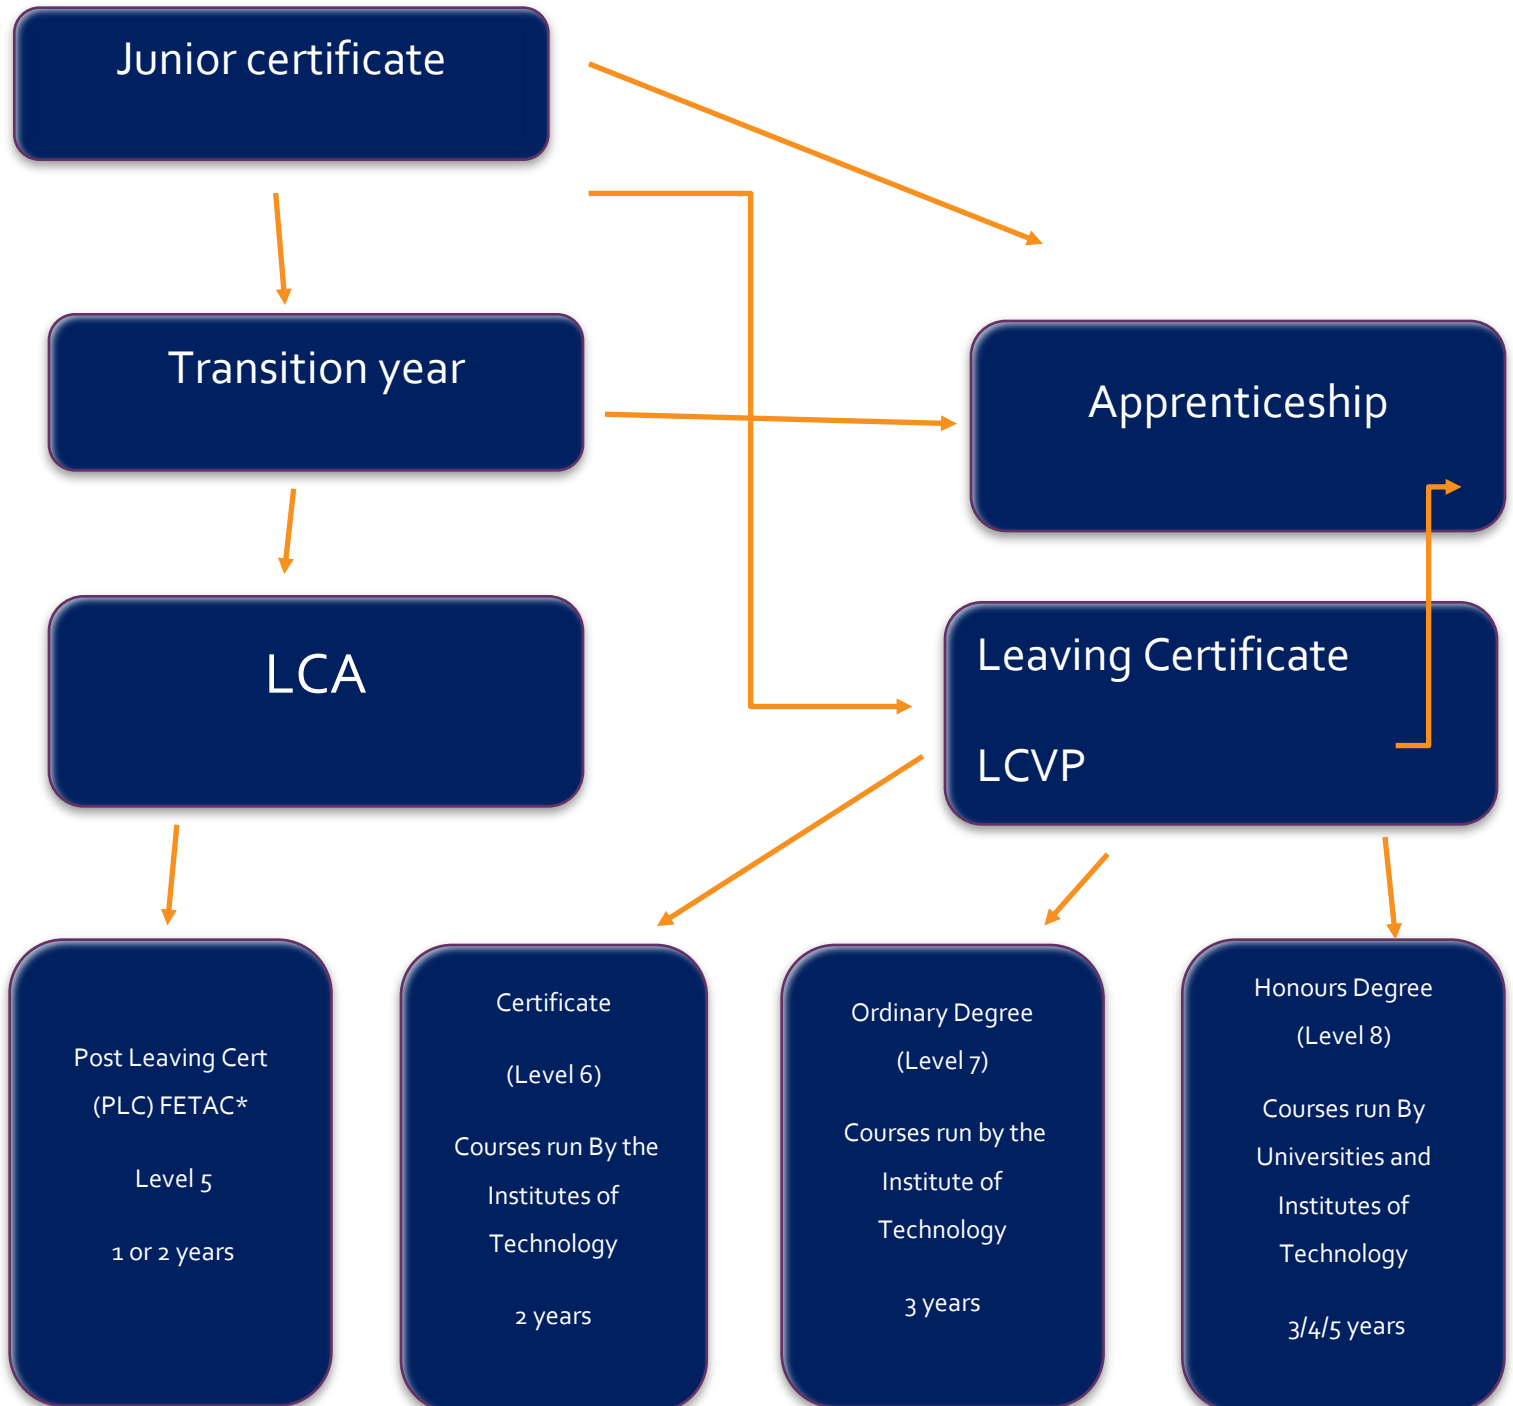 Junior certificate
Transition year
Apprenticeship
LCA
Leaving Certificate
LCVP
Post Leaving Cert
(PLC) FETAC*
Level 5
1 or 2 years
Certificate
(Level 6)
Courses run By the
Institutes of
Technology
2 years
Ordinary Degree
(Level 7)
Courses run by the
Institute of
Technology
3 years
Honours Degree
(Level 8)
Courses run By
Universities and
Institutes of
Technology
3/4/5 years